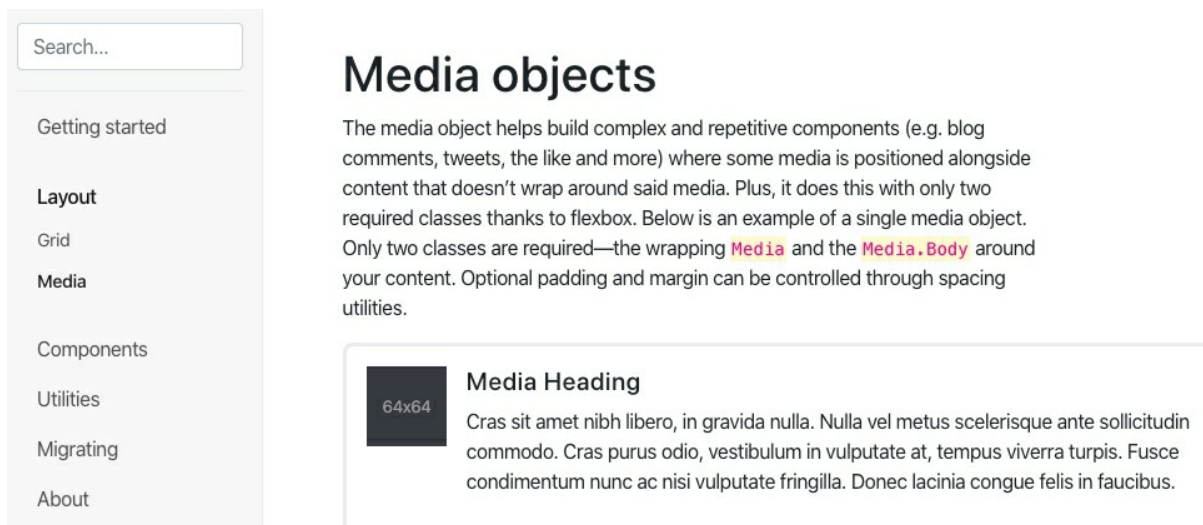 Search...
Getting started
Layout
Grid
Media
Components
Utilities
Migrating
About
Media objects
The media object helps build complex and repetitive components (e.g. blog
comments, tweets, the like and more) where some media is positioned alongside
content that doesn’t wrap around said media. Plus, it does this with only two
required classes thanks to flexbox. Below is an example of a single media object.
Only two classes are required—the wrapping Media and the Media.Body around
your content. Optional padding and margin can be controlled through spacing
utilities.
64x64
Media Heading
Cras sit amet nibh libero, in gravida nulla. Nulla vel metus scelerisque ante sollicitudin
commodo. Cras purus odio, vestibulum in vulputate at, tempus viverra turpis. Fusce
condimentum nunc ac nisi vulputate fringilla. Donec lacinia congue felis in faucibus.